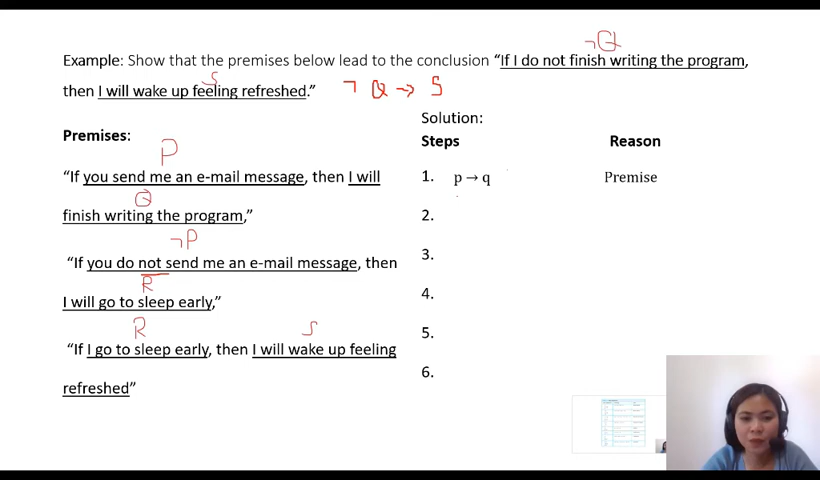 ¬Q
Example: Show that the premises below lead to the conclusion “If I do not finish writing the program,
S
then I will wake up feeling refreshed.” ¬ Q → S
Solution:
Premises:
Steps Reason
P
“If you send me an e-mail message, then I will
1. p → q Premise
Q
finish writing the program,”
2.
¬P
“If you do not send me an e-mail message, then
3.
R
I will go to sleep early,”
4.
R S
“If I go to sleep early, then I will wake up feeling
5.
refreshed”
6.